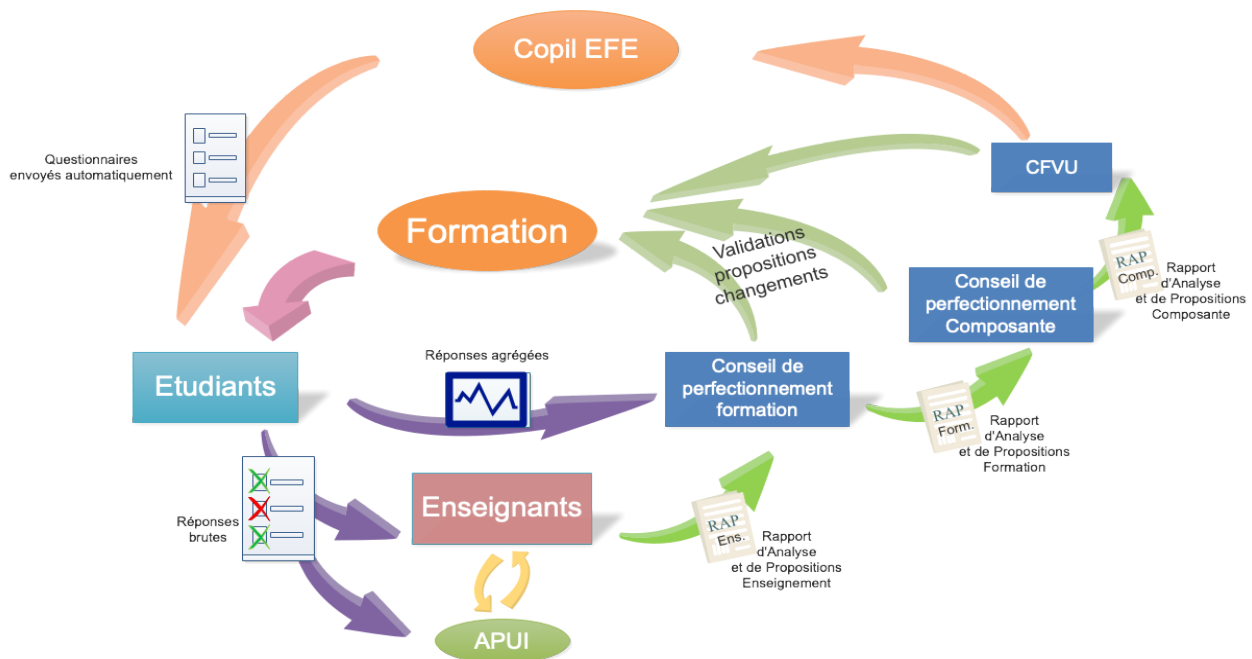 Copil EFE
Questionnaires
envoyés automatiquement
CFVU
Formation
Validations
propositions
changements
RAP
Comp.
Rapport
d'Analyse
et de Propositions
Composante
Conseil de
perfectionnement
Composante
Etudiants
Réponses agrégées
Conseil de
perfectionnement
formation
RAP
Form.
Rapport
d'Analyse
et de Propositions
Formation
Réponses
brutes
Enseignants
RAP
Ens.
Rapport
d'Analyse
et de Propositions
Enseignement
APUI